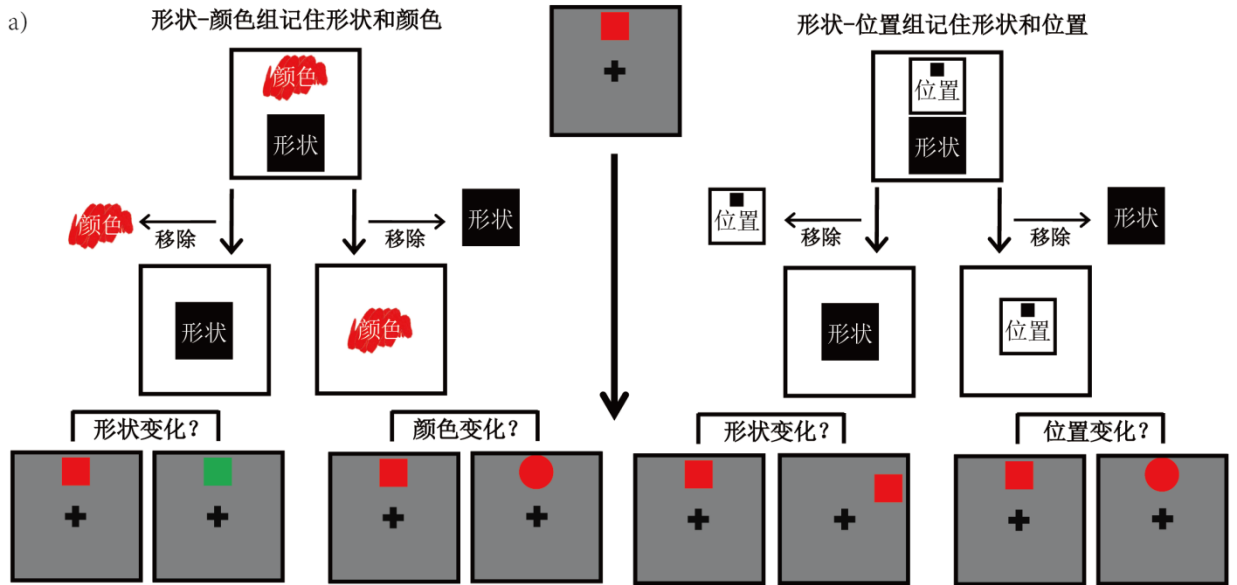 a)
形状-颜色组记住形状和颜色
形状-位置组记住形状和位置
颜色
形状
位置
形状
颜色
移除
移除
形状
位置
移除
移除
形状
形状
颜色
形状
位置
形状变化?
颜色变化?
形状变化?
位置变化?